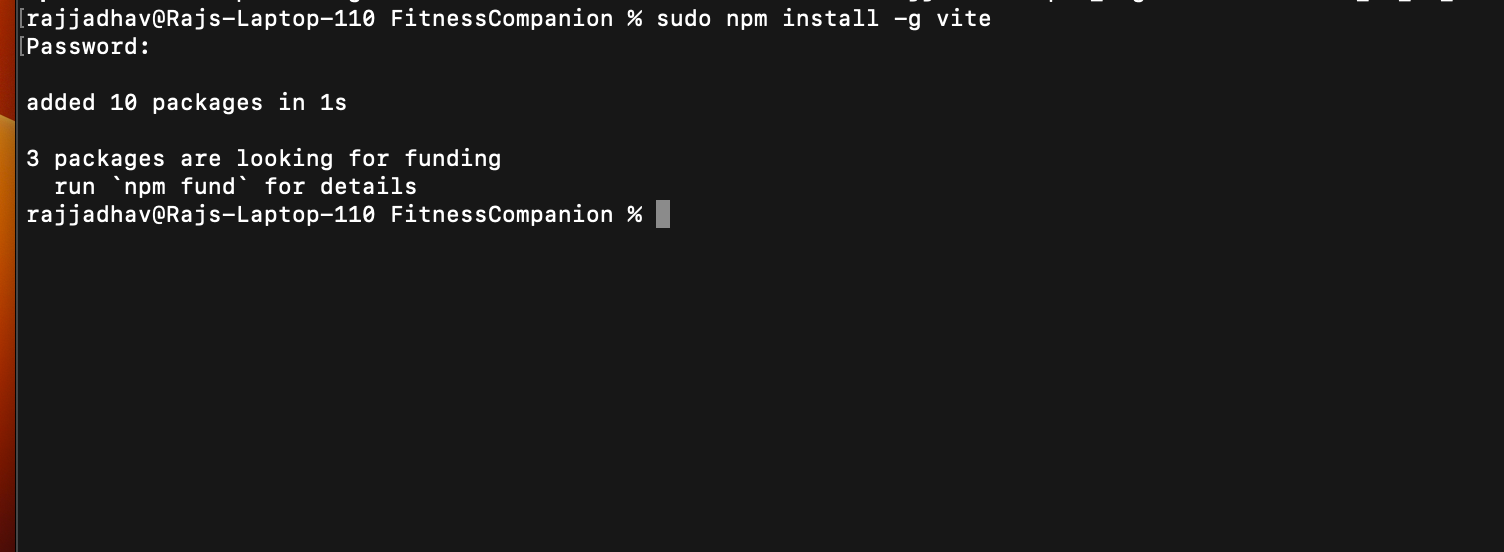 [rajjadhav@Rajs-Laptop-110 FitnessCompanion % sudo npm install -g vite
[Password:
added 10 packages in 1s
3 packages are looking for funding
  run `npm fund` for details
rajjadhav@Rajs-Laptop-110 FitnessCompanion %